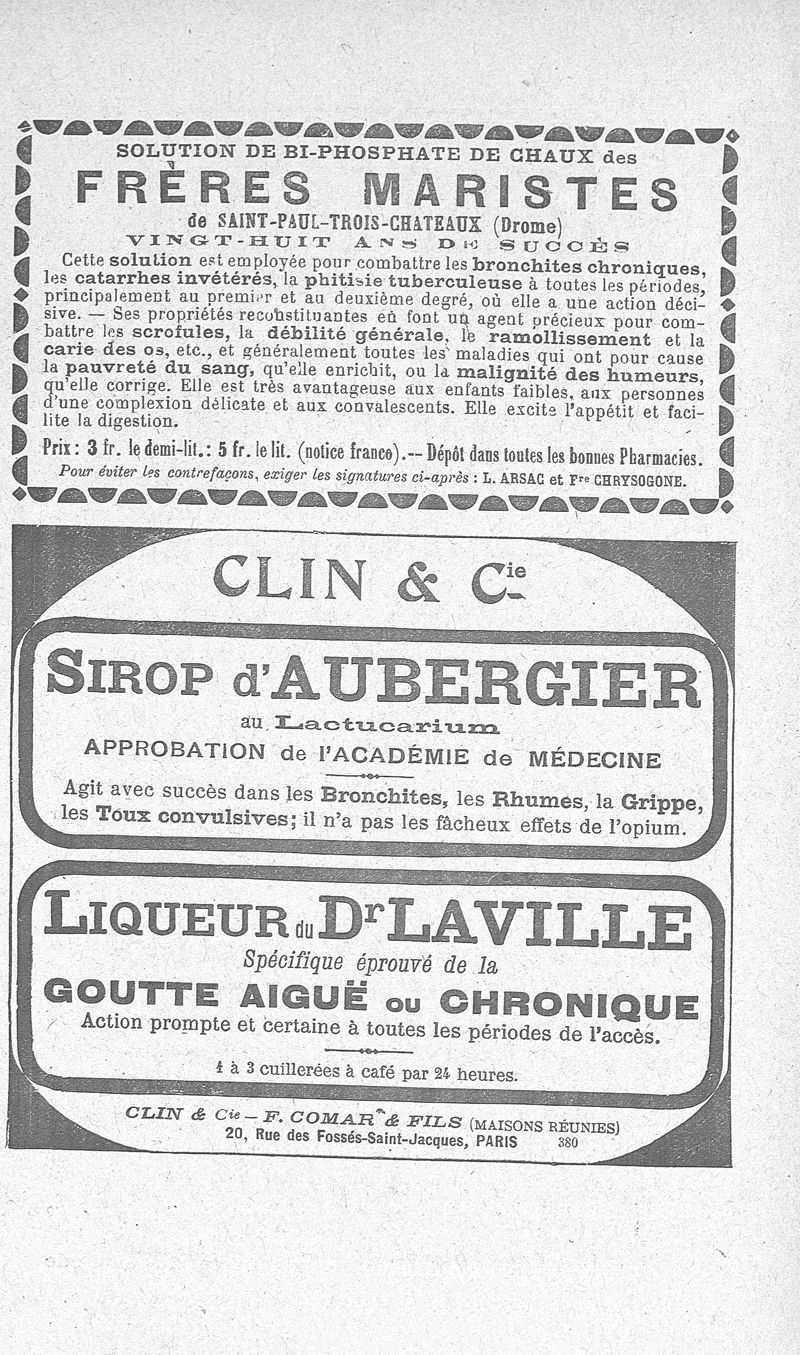 SOLUTION DE BI-PHOSPHATE DE CHAUX des
FRÈRES MARISTES
de SAINT-PAUL-TROIS-CHATEAUX (Drome)
VINGT-HUIT ANS DE SUCCÈS
Cette solution est employée pour combattre les bronchites chroniques,
les catarrhes invétérés, la phitisie tuberculeuse à toutes les périodes,
principalement au premier et au deuxième degré, où elle a une action déci-
sive. — Ses propriétés reconstituantes en font un agent précieux pour com-
battre les scrofules, la débilité générale, le ramollissement et la
carie des os, etc., et généralement toutes les maladies qui ont pour cause
la pauvreté du sang, qu'elle enrichit, ou la malignité des humeurs,
qu'elle corrige. Elle est très avantageuse aux enfants faibles, aux personnes
d'une complexion délicate et aux convalescents. Elle excite l'appétit et faci-
lite la digestion.
Prix : 3 fr. le demi-lit.: 5 fr. le lit. (notice franco).-- Dépôt dans toutes les bonnes Pharmacies.
Pour éviter les contrefaçons, exiger les signatures ci-après : L. ARSAC et Fre CHRYSOGONE.
CLIN & Cie
SIROP d'AUBERGIER
au Lactucarium
APPROBATION de l'ACADÉMIE de MÉDECINE
Agit avec succès dans les Bronchites, les Rhumes, la Grippe,
les Toux convulsives; il n'a pas les fâcheux effets de l'opium.
LIQUEUR du Dr LAVILLE
Spécifique éprouvé de la
GOUTTE AIGUË OU CHRONIQUE
Action prompte et certaine à toutes les périodes de l'accès.
1 à 3 cuillerées à café par 24 heures.
CLIN & Cie — F. COMAR & FILS (MAISONS RÉUNIES)
20, Rue des Fossés-Saint-Jacques, PARIS 380